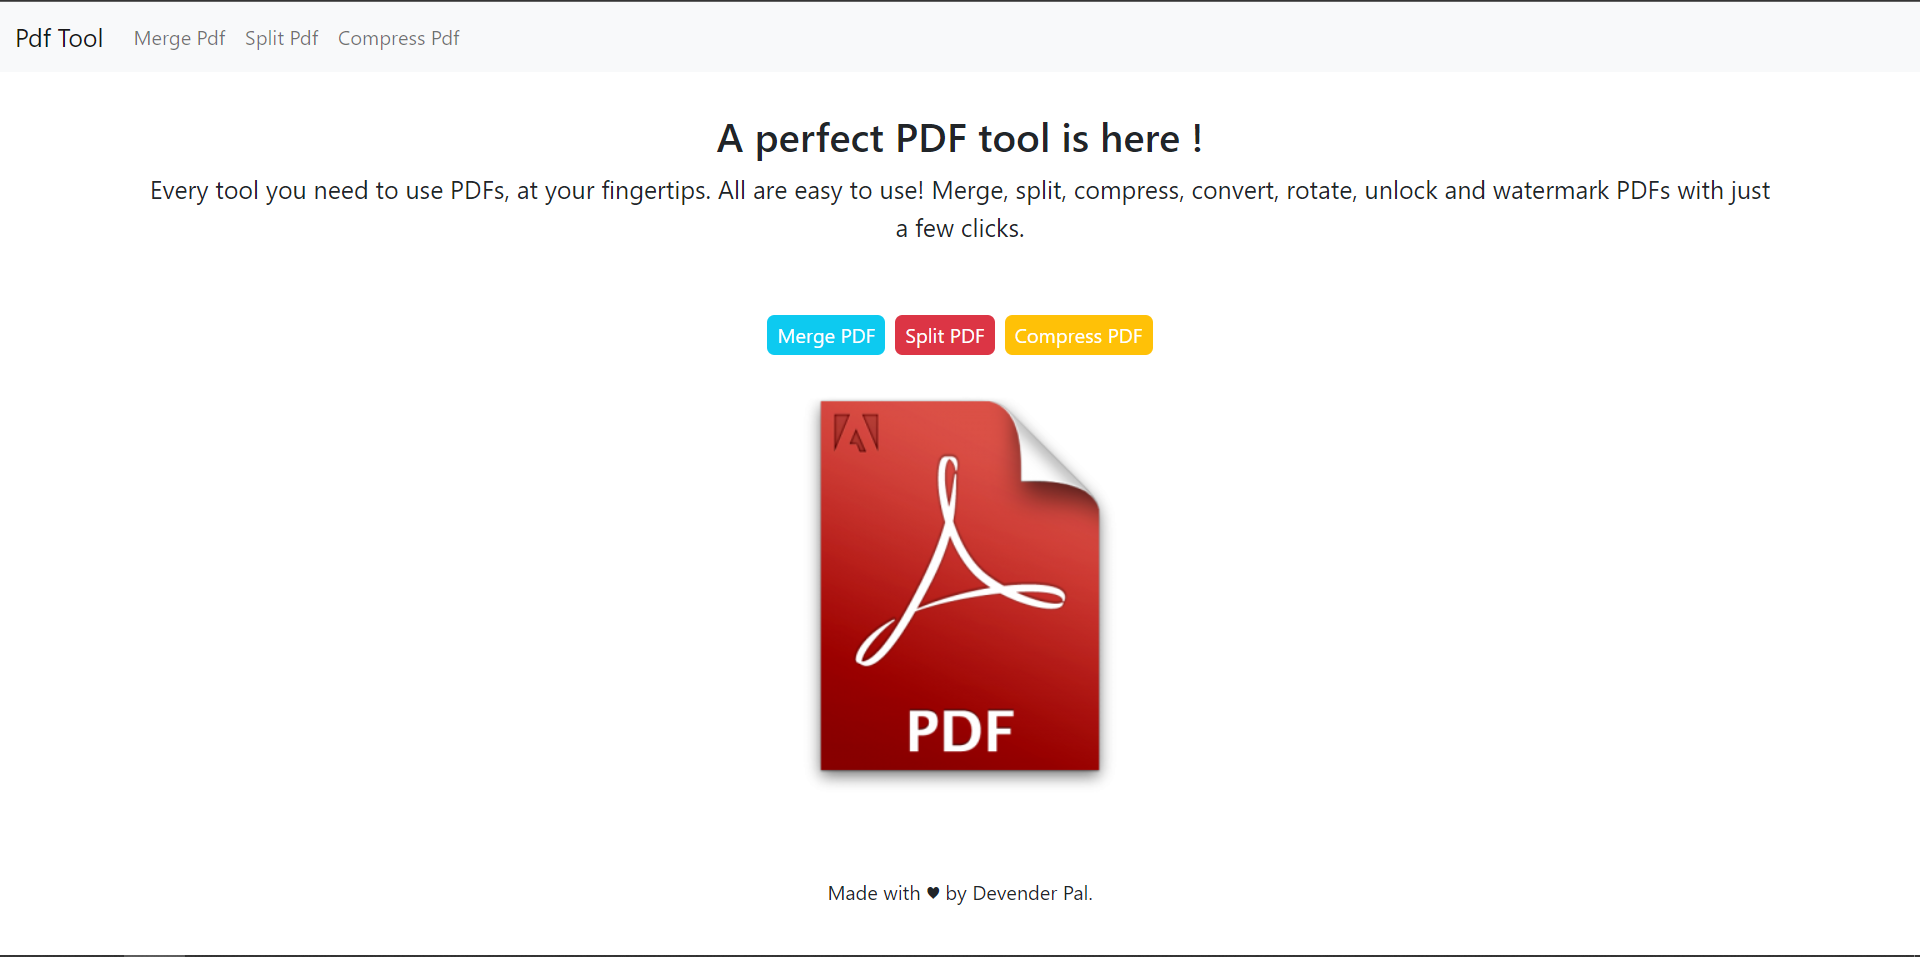 Pdf Tool Merge Pdf Split Pdf Compress Pdf
A perfect PDF tool is here !
Every tool you need to use PDFs, at your fingertips. All are easy to use! Merge, split, compress, convert, rotate, unlock and watermark PDFs with just
a few clicks.
Merge PDF Split PDF Compress PDF
PDF
Made with ♥ by Devender Pal.